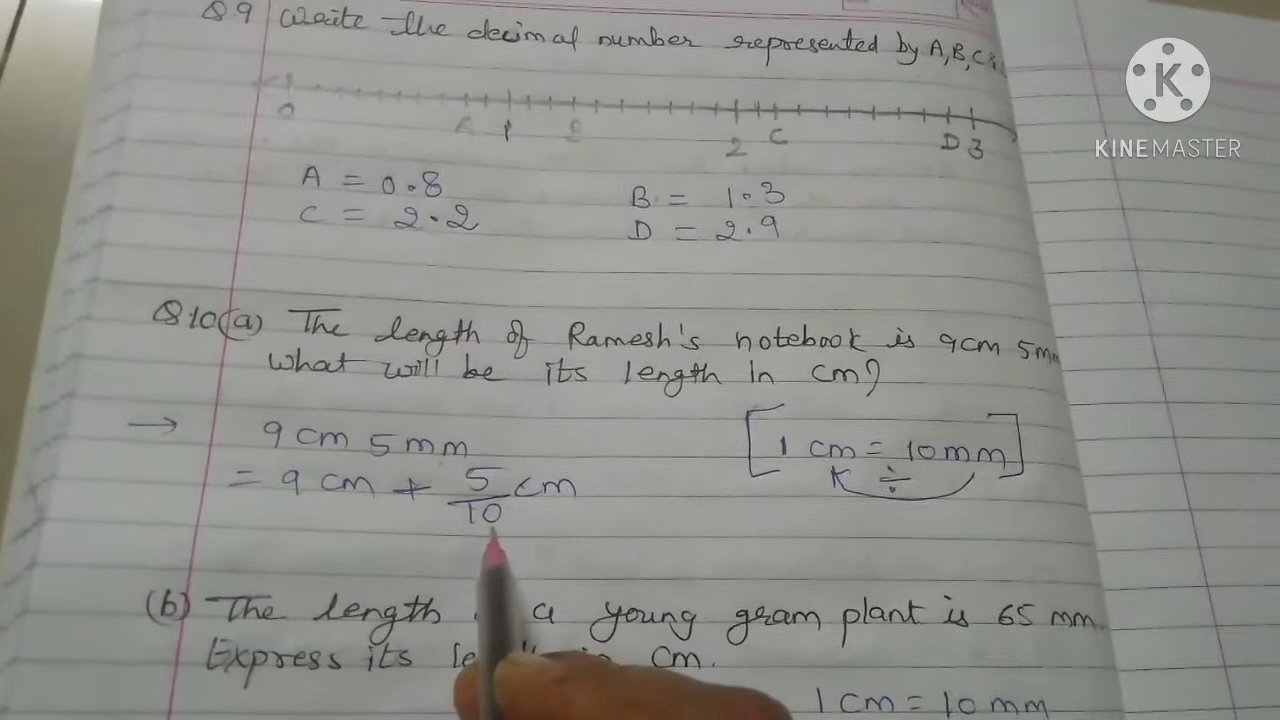 Q.9 Write the decimal number represented by A, B, C &
0 A 1 B 2 C D 3
A = 0.8 B = 1.3
C = 2.2 D = 2.9
Q10(a) The length of Ramesh's notebook is 9cm 5mm
What will be its length in cm?
→ 9 cm 5 mm [1 cm = 10 mm]
= 9 cm + 5/10 cm K ÷
(b) The length a young gram plant is 65 mm.
Express its in cm.
1 cm = 10 mm
K
KINEMASTER